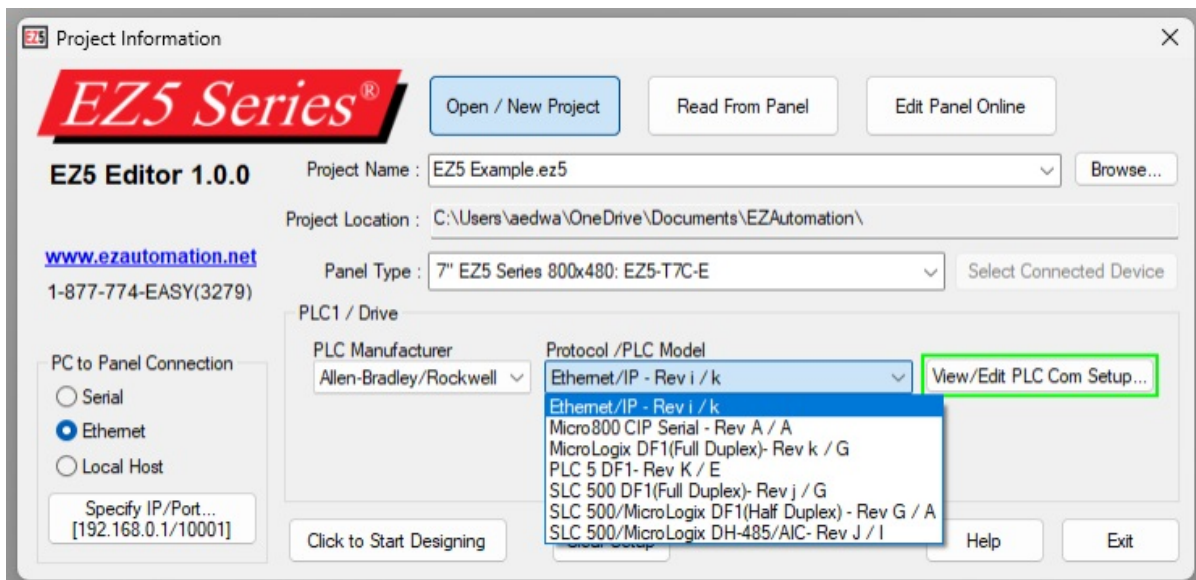 EZ5 Project Information
EZ5 Series®
Open / New Project
Read From Panel
Edit Panel Online
EZ5 Editor 1.0.0
Project Name :
EZ5 Example.ez5
Browse...
Project Location :
C:\Users\aedwa\OneDrive\Documents\EZAutomation\
www.ezautomation.net
1-877-774-EASY(3279)
Panel Type :
7" EZ5 Series 800x480: EZ5-T7C-E
Select Connected Device
PLC1 / Drive
PLC Manufacturer
Allen-Bradley/Rockwell
Protocol /PLC Model
Ethernet/IP - Rev i / k
View/Edit PLC Com Setup...
Ethernet/IP - Rev i / k
Micro800 CIP Serial - Rev A / A
MicroLogix DF1(Full Duplex)- Rev k / G
PLC 5 DF1- Rev K / E
SLC 500 DF1(Full Duplex)- Rev j / G
SLC 500/MicroLogix DF1(Half Duplex) - Rev G / A
SLC 500/MicroLogix DH-485/AIC- Rev J / I
PC to Panel Connection
Serial
Ethernet
Local Host
Specify IP/Port...
[192.168.0.1/10001]
Click to Start Designing
Help
Exit